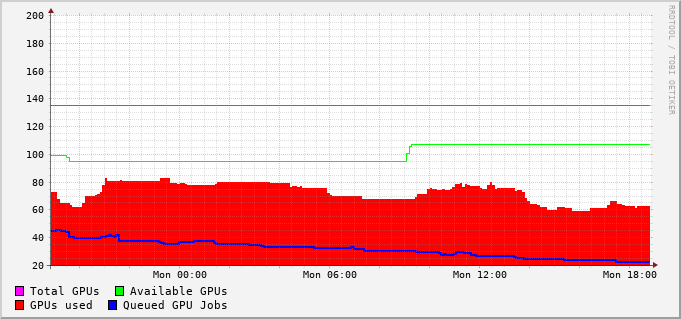 200
180
160
140
120
100
80
60
40
20
Mon 00:00 Mon 06:00 Mon 12:00 Mon 18:00
Total GPUs Available GPUs
GPUs used Queued GPU Jobs
RRDTOOL / TOBI OETIKER